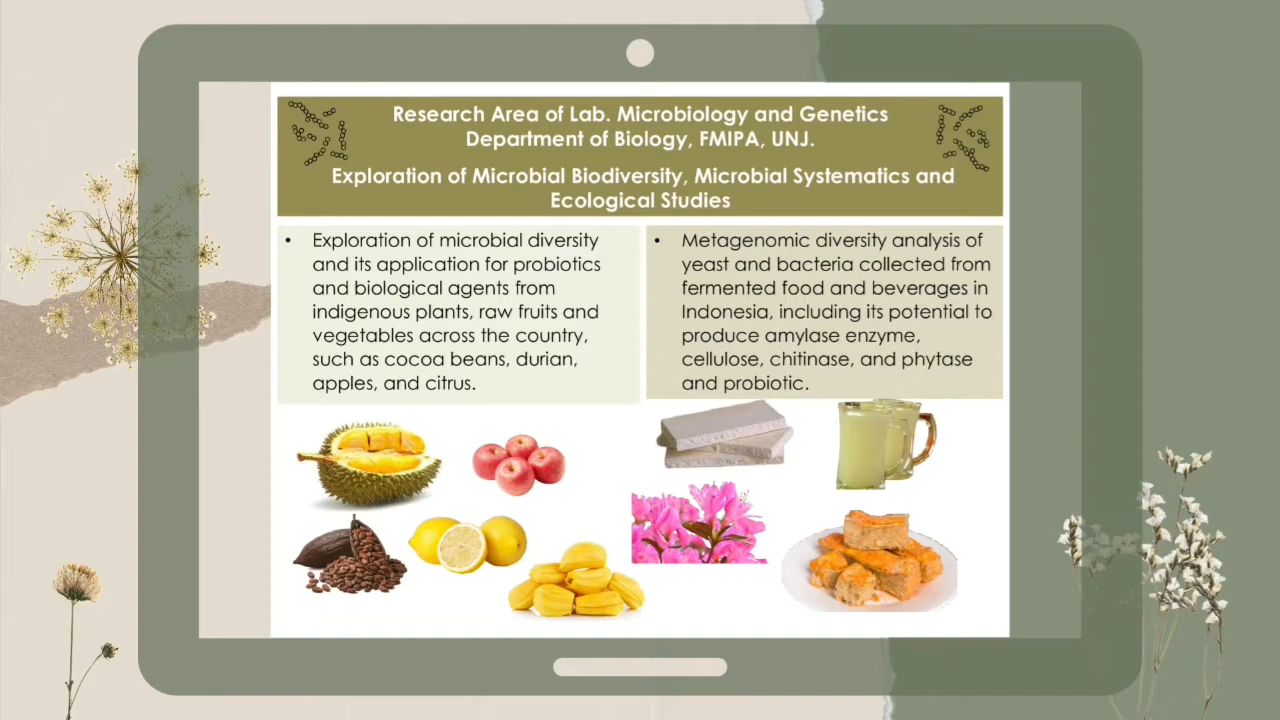 Research Area of Lab. Microbiology and Genetics
Department of Biology, FMIPA, UNJ.
Exploration of Microbial Biodiversity, Microbial Systematics and
Ecological Studies
• Exploration of microbial diversity
and its application for probiotics
and biological agents from
indigenous plants, raw fruits and
vegetables across the country,
such as cocoa beans, durian,
apples, and citrus.
• Metagenomic diversity analysis of
yeast and bacteria collected from
fermented food and beverages in
Indonesia, including its potential to
produce amylase enzyme,
cellulose, chitinase, and phytase
and probiotic.